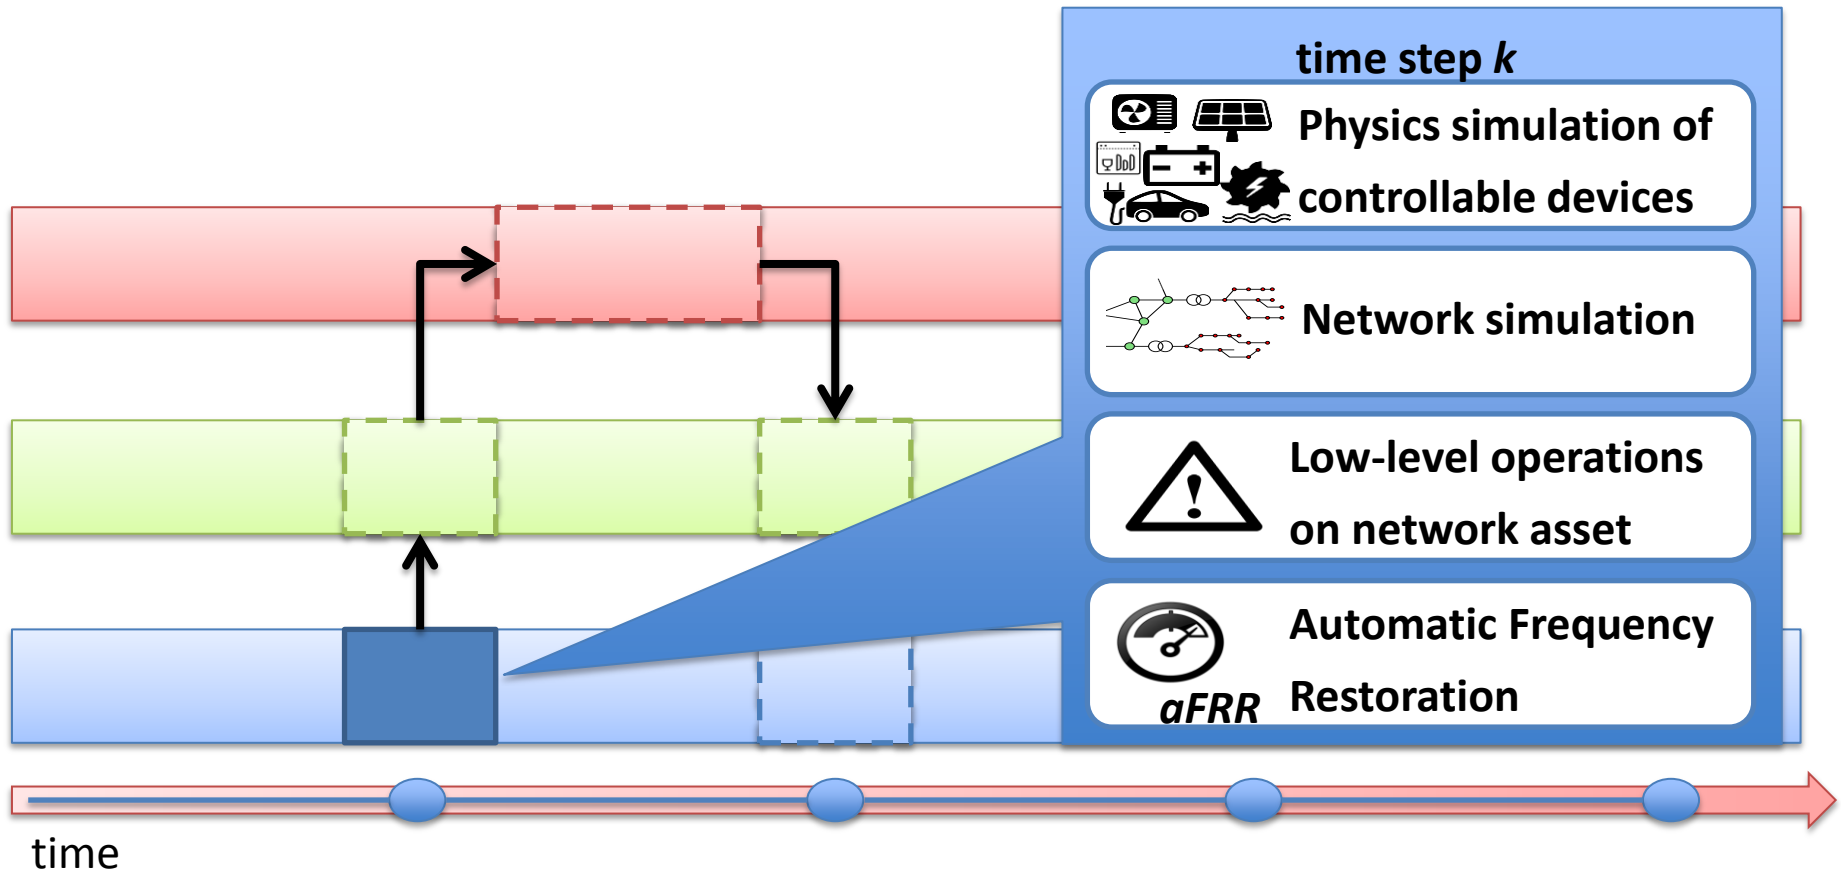 time step k
Physics simulation of
controllable devices
Network simulation
Low-level operations
on network asset
Automatic Frequency
Restoration
aFRR
time